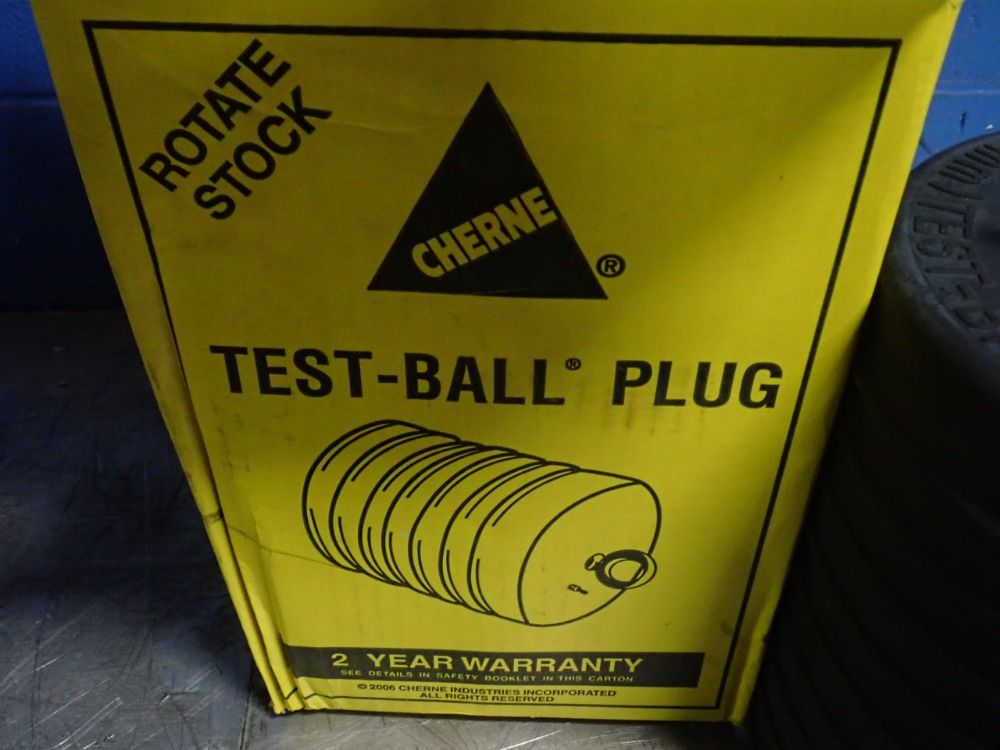 ROTATE
STOCK
CHERNE
®
TEST-BALL® PLUG
2 YEAR WARRANTY
SEE DETAILS IN SAFETY BOOKLET IN THIS CARTON
© 2006 CHERNE INDUSTRIES INCORPORATED
ALL RIGHTS RESERVED
TEST-B